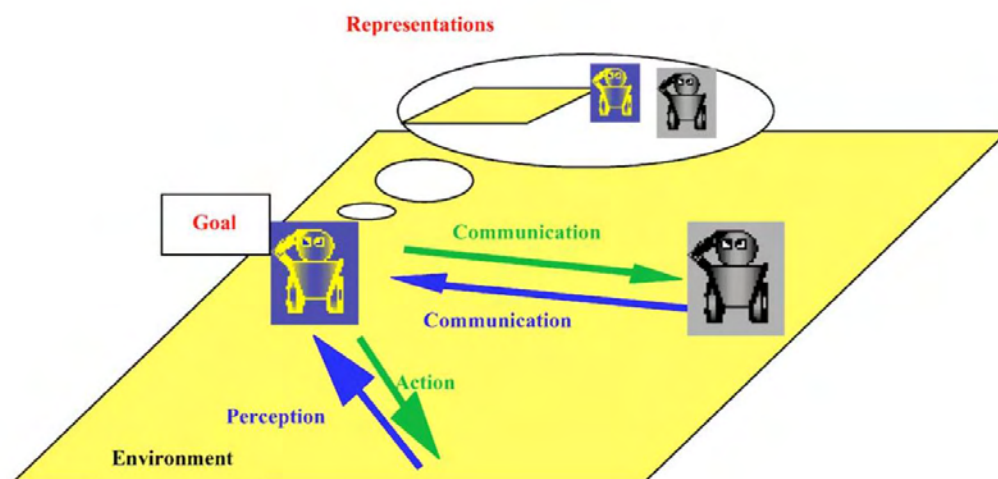 Representations
Goal
Communication
Communication
Action
Perception
Environment